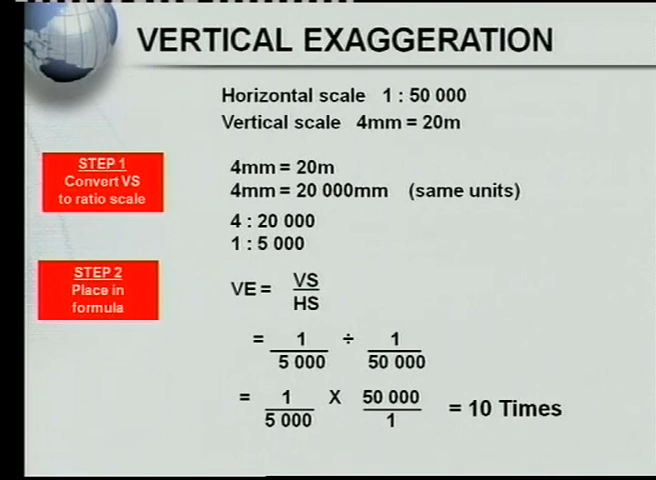 VERTICAL EXAGGERATION
Horizontal scale 1 : 50 000
Vertical scale 4mm = 20m
STEP 1
Convert VS
to ratio scale
4mm = 20m
4mm = 20 000mm (same units)
4 : 20 000
1 : 5 000
STEP 2
Place in
formula
VE = VS
HS
= 1 ÷ 1
5 000 50 000
= 1 X 50 000 = 10 Times
5 000 1